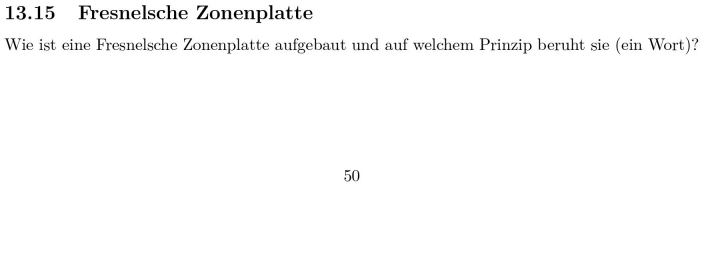 13.15 Fresnelsche Zonenplatte
Wie ist eine Fresnelsche Zonenplatte aufgebaut und auf welchem Prinzip beruht sie (ein Wort)?
50